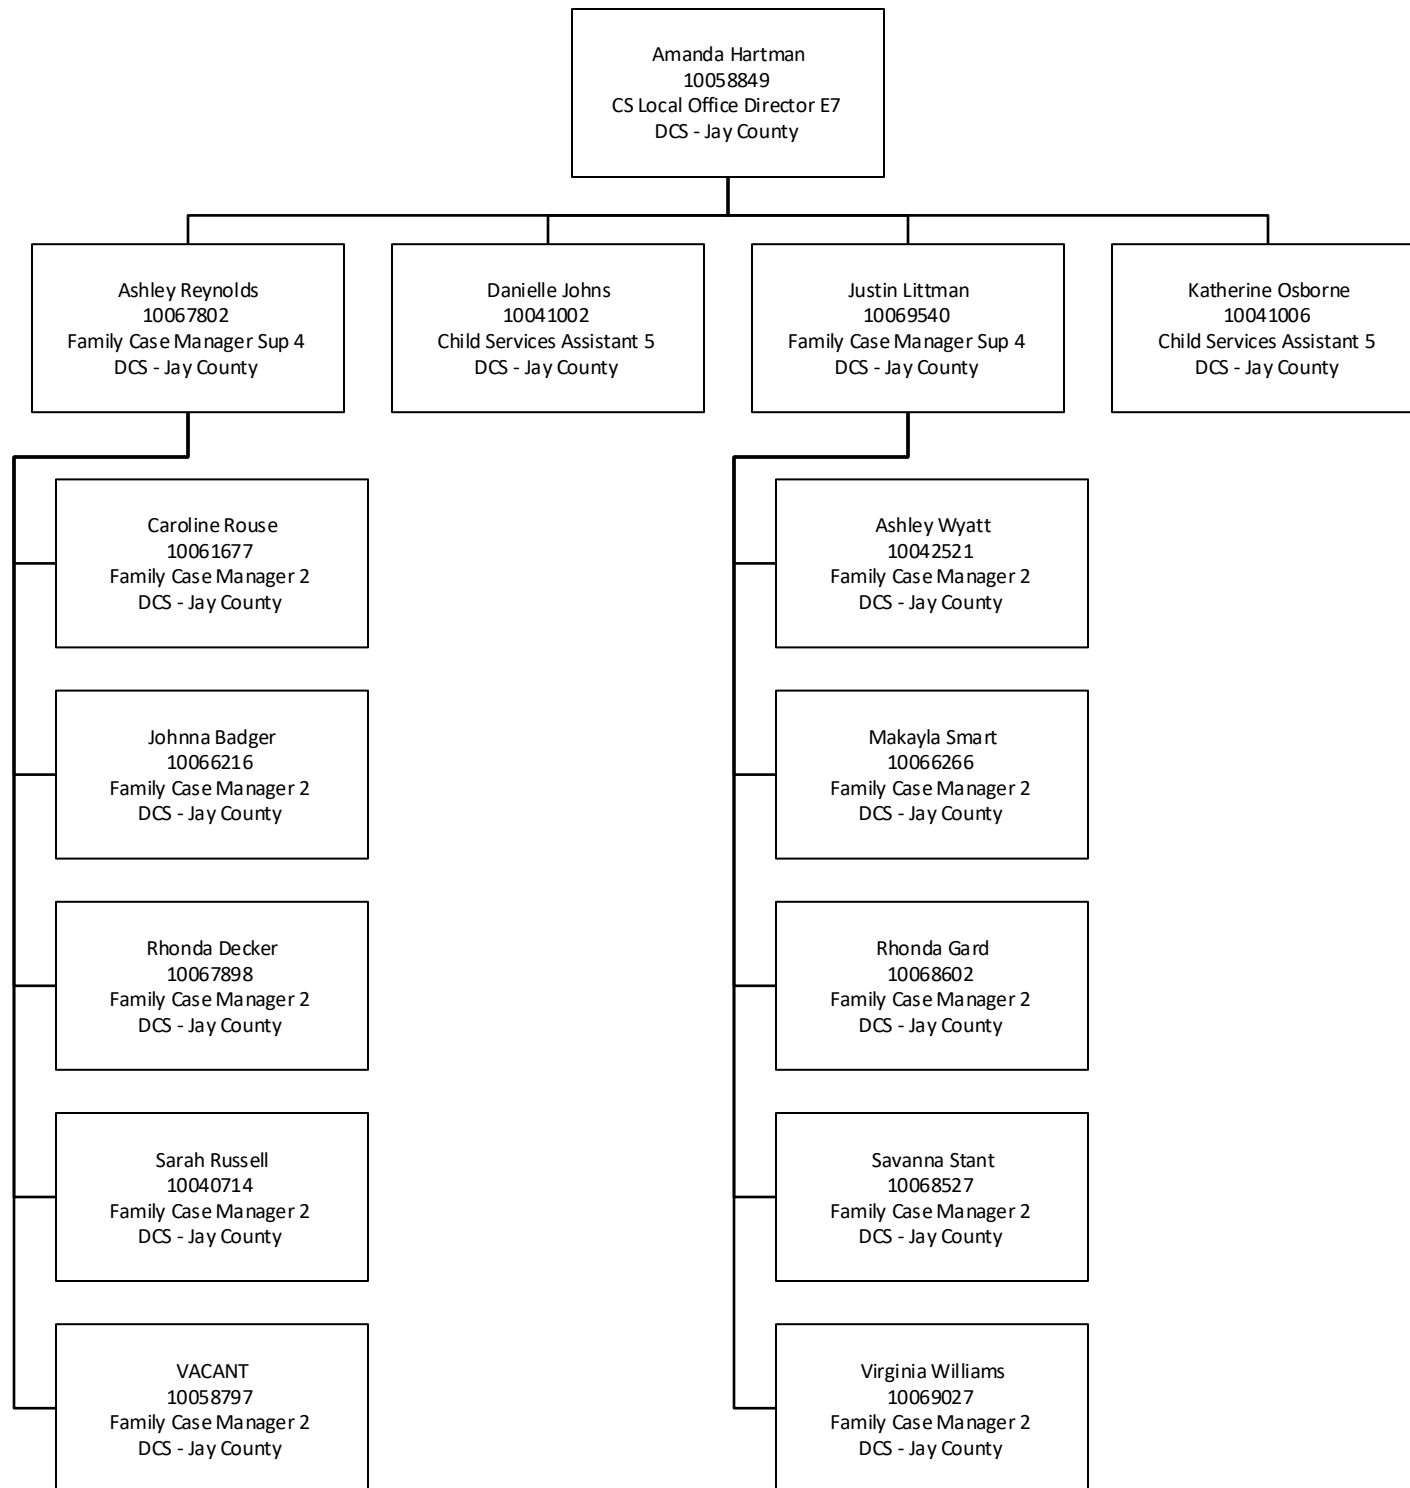 Amanda Hartman
10058849
CS Local Office Director E7
DCS - Jay County
Ashley Reynolds
10067802
Family Case Manager Sup 4
DCS - Jay County
Danielle Johns
10041002
Child Services Assistant 5
DCS - Jay County
Justin Littman
10069540
Family Case Manager Sup 4
DCS - Jay County
Katherine Osborne
10041006
Child Services Assistant 5
DCS - Jay County
Caroline Rouse
10061677
Family Case Manager 2
DCS - Jay County
Johnna Badger
10066216
Family Case Manager 2
DCS - Jay County
Rhonda Decker
10067898
Family Case Manager 2
DCS - Jay County
Sarah Russell
10040714
Family Case Manager 2
DCS - Jay County
VACANT
10058797
Family Case Manager 2
DCS - Jay County
Ashley Wyatt
10042521
Family Case Manager 2
DCS - Jay County
Makayla Smart
10066266
Family Case Manager 2
DCS - Jay County
Rhonda Gard
10068602
Family Case Manager 2
DCS - Jay County
Savanna Stant
10068527
Family Case Manager 2
DCS - Jay County
Virginia Williams
10069027
Family Case Manager 2
DCS - Jay County